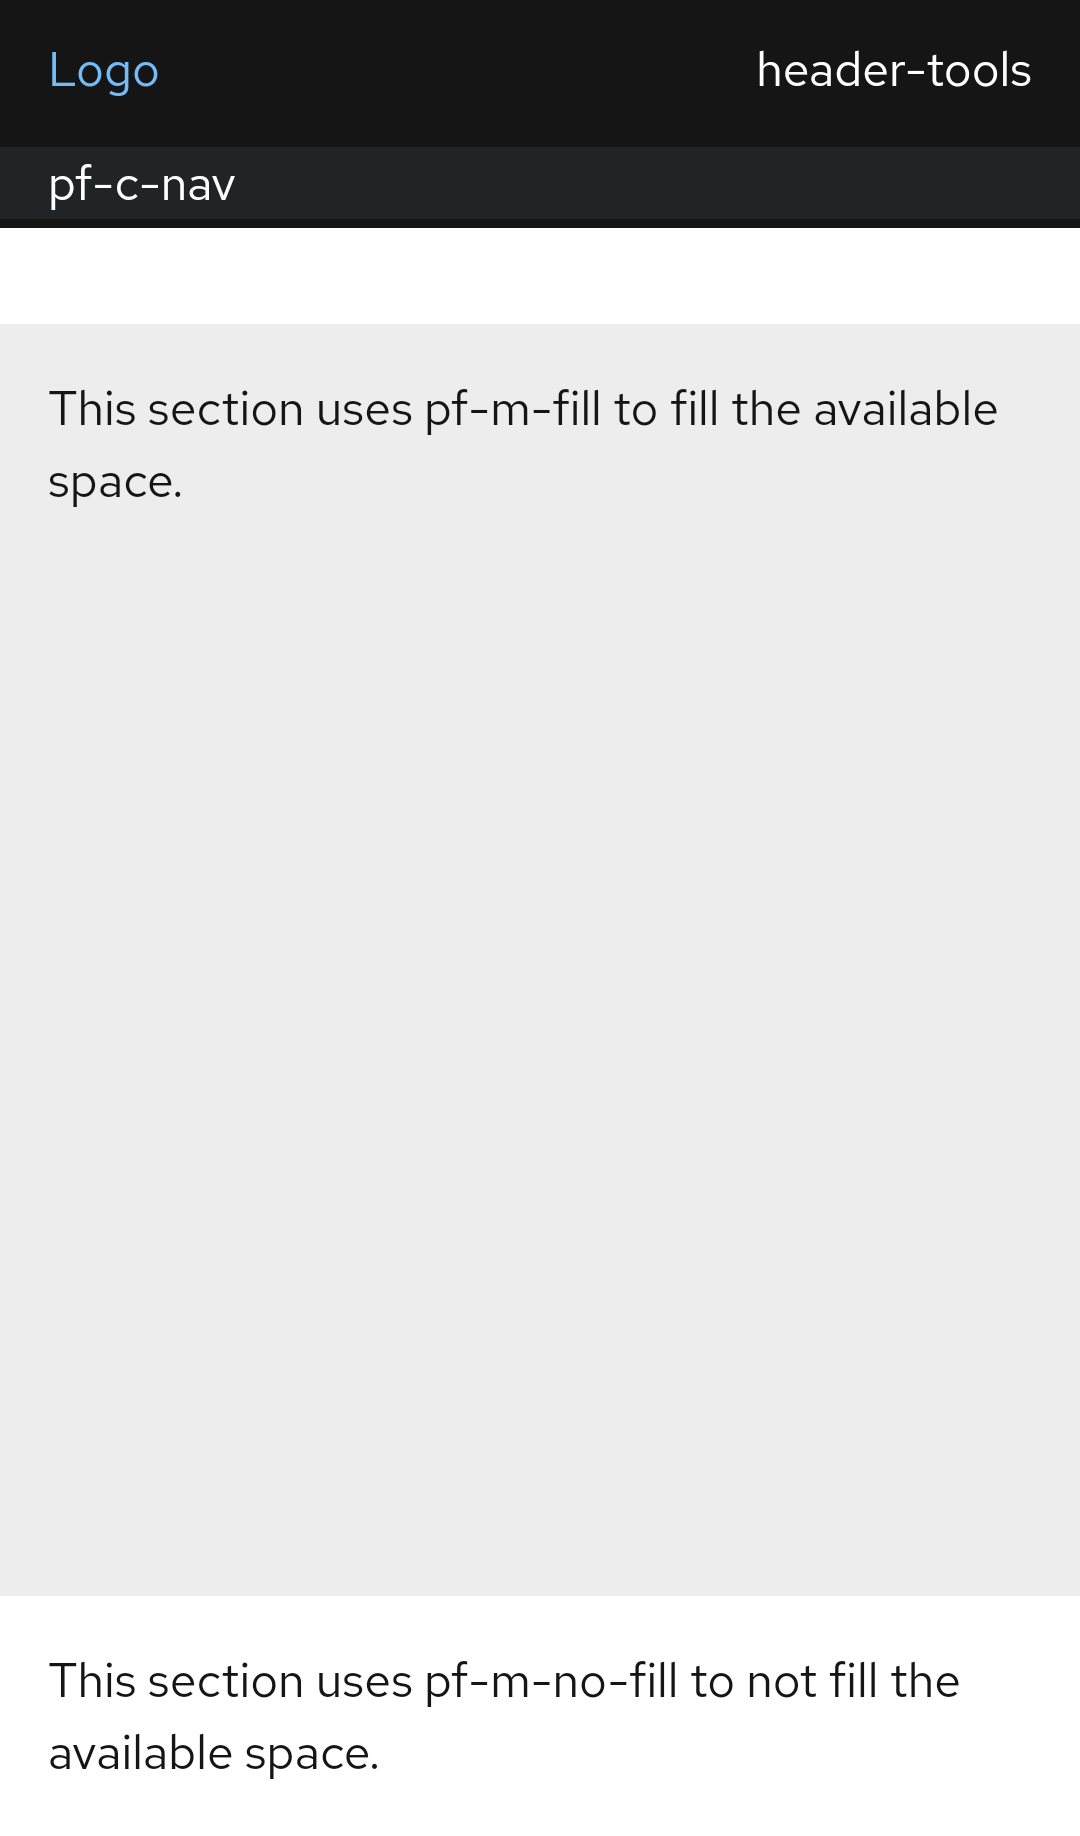 Logo
header-tools
pf-c-nav
This section uses pf-m-fill to fill the available
space.
This section uses pf-m-no-fill to not fill the
available space.